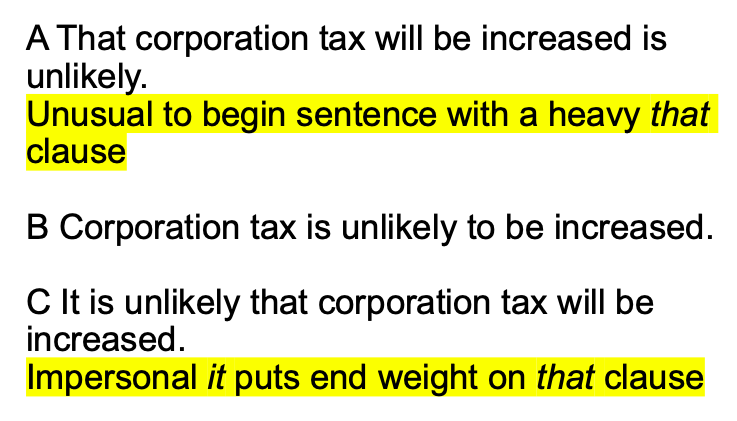 A That corporation tax will be increased is
unlikely.
Unusual to begin sentence with a heavy that
clause
B Corporation tax is unlikely to be increased.
C It is unlikely that corporation tax will be
increased.
Impersonal it puts end weight on that clause